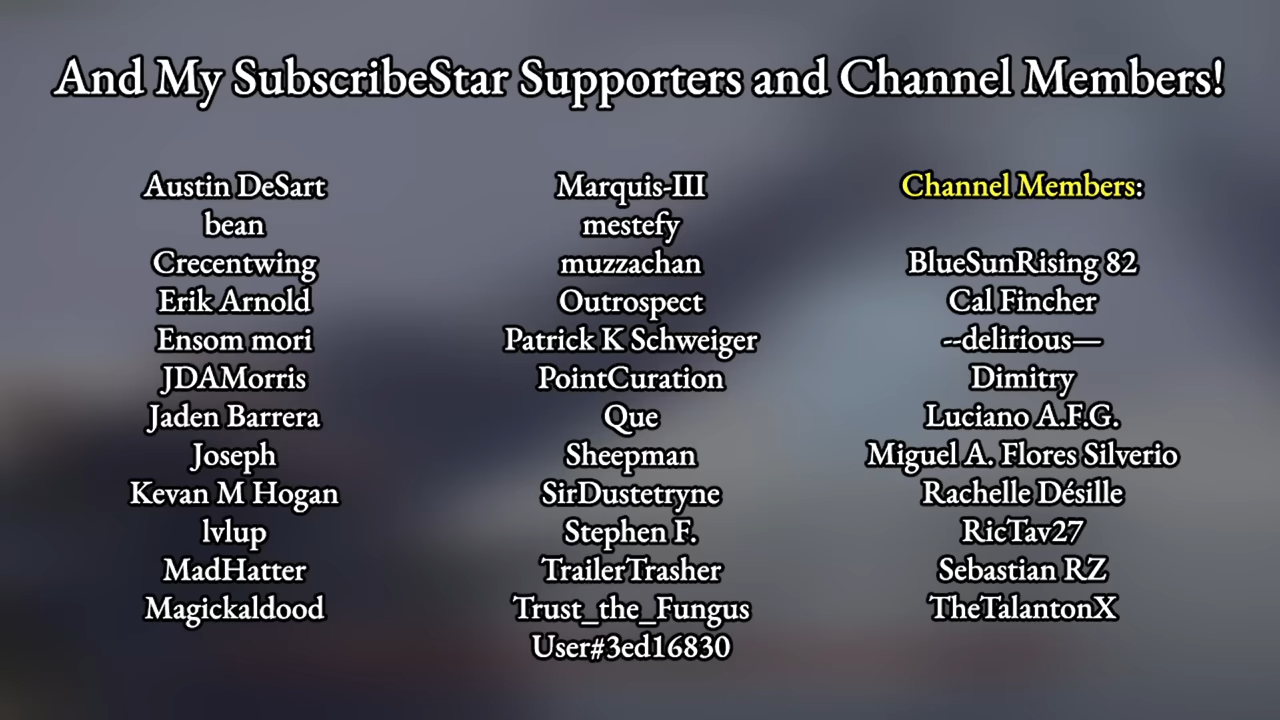 And My SubscribeStar Supporters and Channel Members!
Austin DeSart
bean
Crecentwing
Erik Arnold
Ensom mori
JDAMorris
Jaden Barrera
Joseph
Kevan M Hogan
lvlup
MadHatter
Magickaldood
Marquis-III
mestefy
muzzachan
Outrospect
Patrick K Schweiger
PointCuration
Que
Sheepman
SirDustetryne
Stephen F.
TrailerTrasher
Trust_the_Fungus
User#3ed16830
Channel Members:
BlueSunRising 82
Cal Fincher
--delirious—
Dimitry
Luciano A.F.G.
Miguel A. Flores Silverio
Rachelle Désille
RicTav27
Sebastian RZ
TheTalantonX